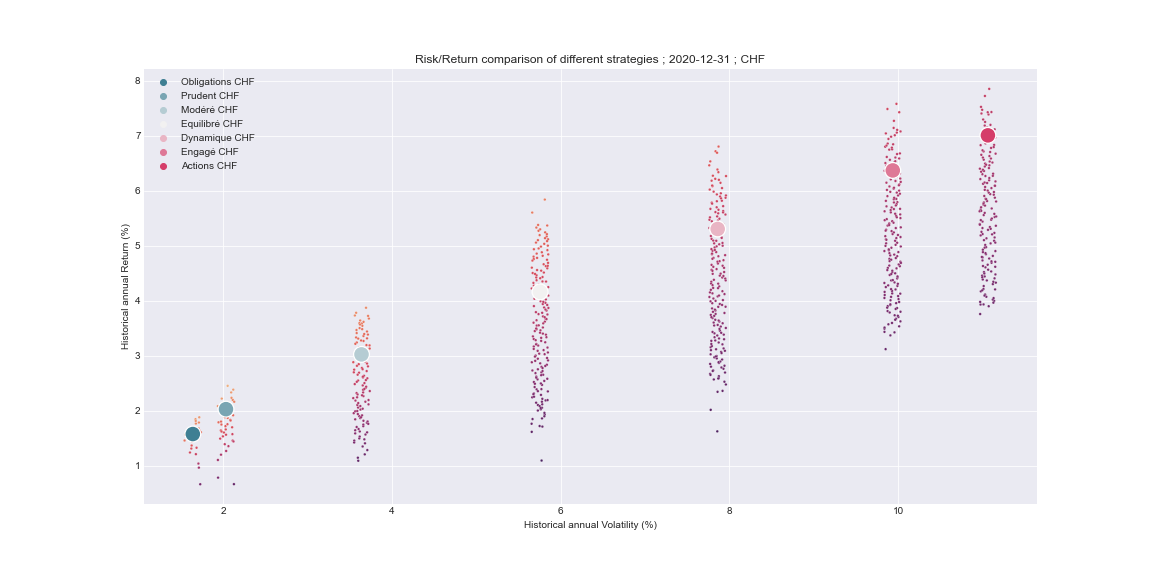 Risk/Return comparison of different strategies ; 2020-12-31 ; CHF
Obligations CHF
Prudent CHF
Modéré CHF
Equilibré CHF
Dynamique CHF
Engagé CHF
Actions CHF
8
7
6
5
4
3
2
1
Historical annual Return (%)
2
4
6
8
10
Historical annual Volatility (%)